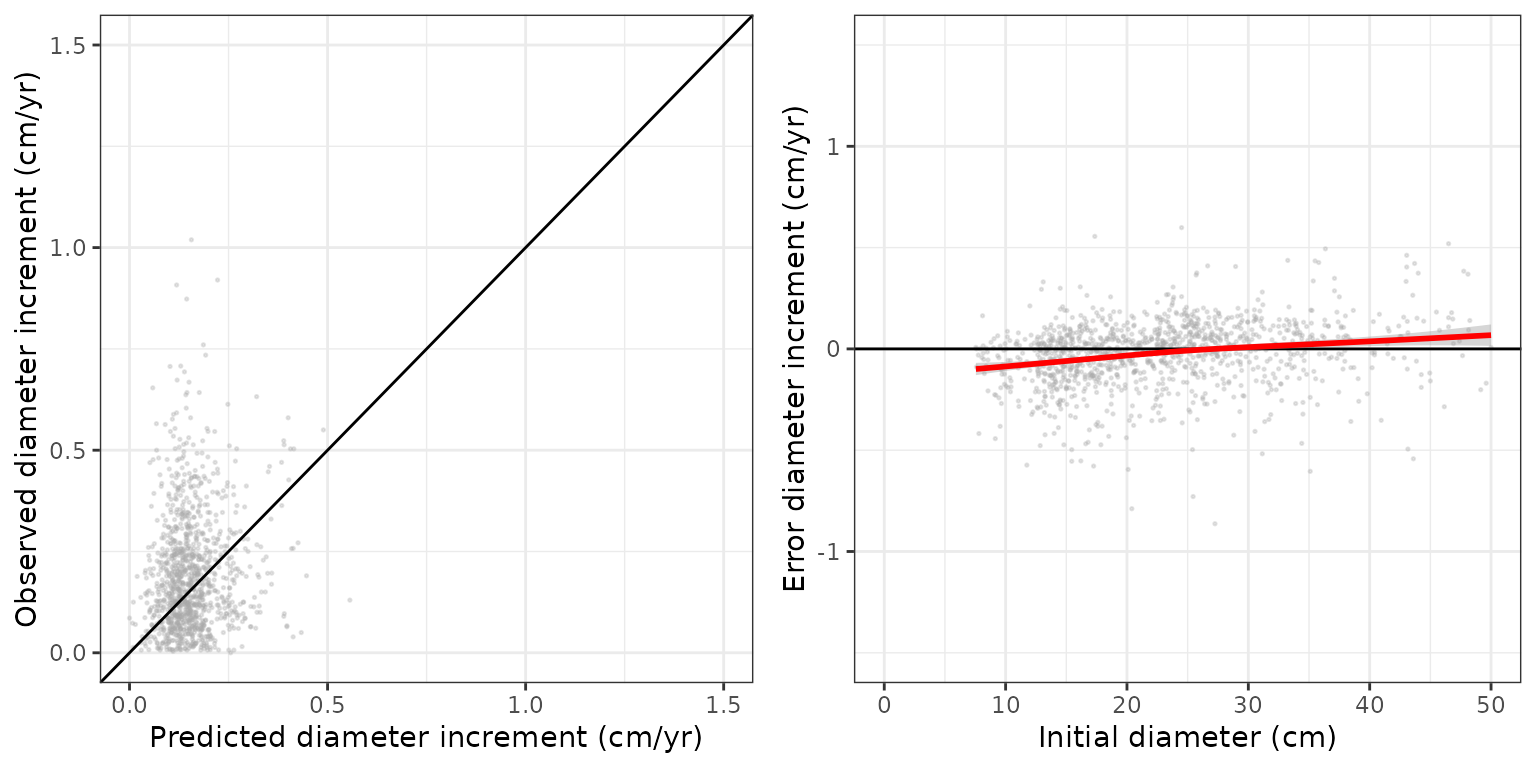 Observed diameter increment (cm/yr)
1.5
1.0
0.5
0.0
0.0 0.5 1.0 1.5
Predicted diameter increment (cm/yr)
Error diameter increment (cm/yr)
1
0
-1
0 10 20 30 40 50
Initial diameter (cm)